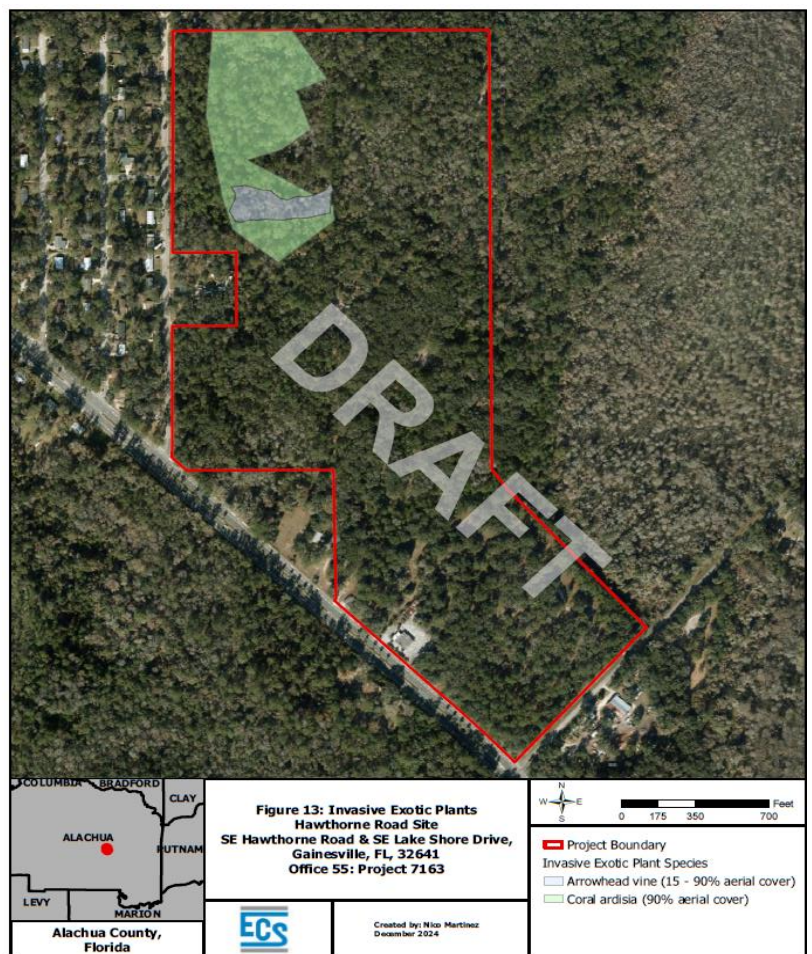 DRAFT
COLUMBIA
BRADFORD
CLAY
ALACHUA
PUTNAM
LEVY
MARION
Alachua County,
Florida
Figure 13: Invasive Exotic Plants
Hawthorne Road Site
SE Hawthorne Road & SE Lake Shore Drive,
Gainesville, FL, 32641
Office 55: Project 7163
ECS
Created by: Nico Martinez
December 2024
N
W E
S
0 175 350 700 Feet
Project Boundary
Invasive Exotic Plant Species
Arrowhead vine (15 - 90% aerial cover)
Coral ardisia (90% aerial cover)